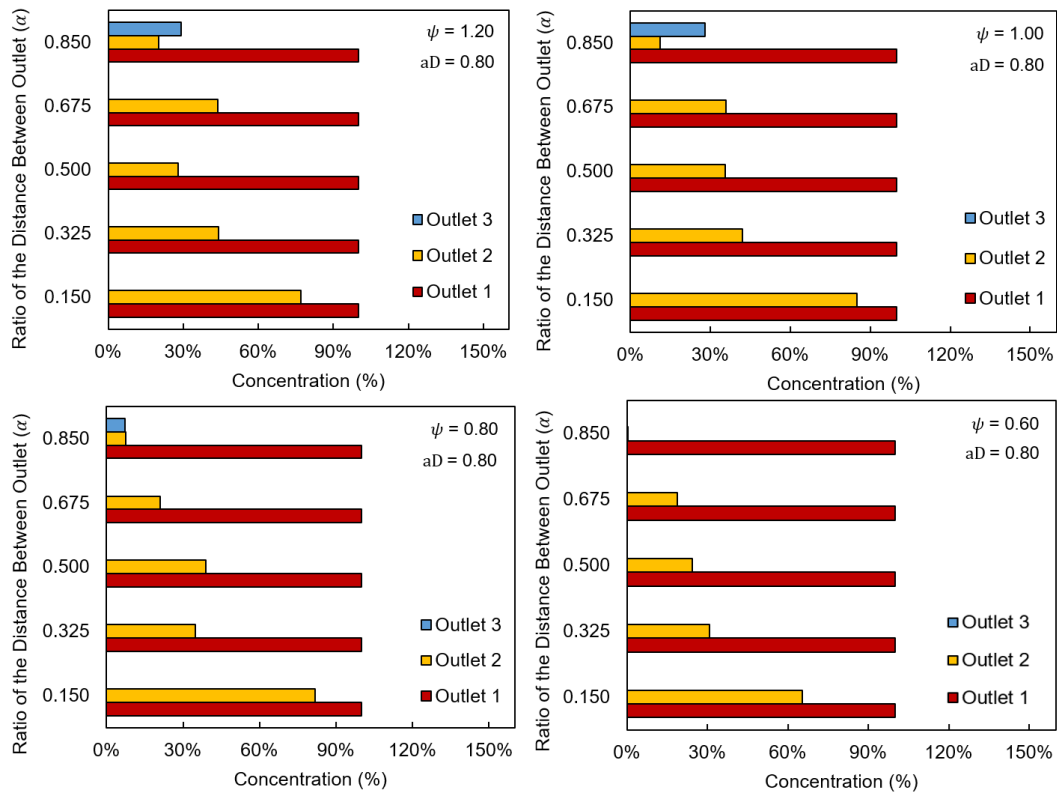 Ratio of the Distance Between Outlet (α)
0.850
0.675
0.500
0.325
0.150
ψ = 1.20
aD = 0.80
Outlet 3
Outlet 2
Outlet 1
0% 30% 60% 90% 120% 150%
Concentration (%)
Ratio of the Distance Between Outlet (α)
0.850
0.675
0.500
0.325
0.150
ψ = 1.00
aD = 0.80
Outlet 3
Outlet 2
Outlet 1
0% 30% 60% 90% 120% 150%
Concentration (%)
Ratio of the Distance Between Outlet (α)
0.850
0.675
0.500
0.325
0.150
ψ = 0.80
aD = 0.80
Outlet 3
Outlet 2
Outlet 1
0% 30% 60% 90% 120% 150%
Concentration (%)
Ratio of the Distance Between Outlet (α)
0.850
0.675
0.500
0.325
0.150
ψ = 0.60
aD = 0.80
Outlet 3
Outlet 2
Outlet 1
0% 30% 60% 90% 120% 150%
Concentration (%)